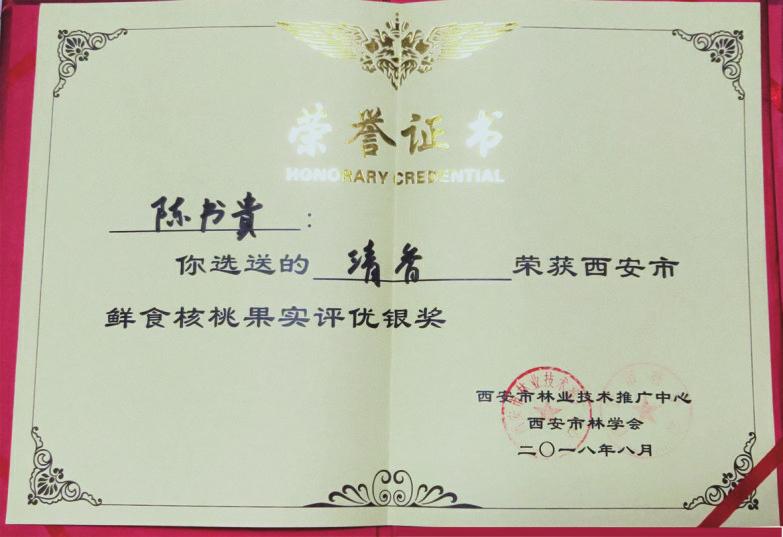 荣誉证书
HONORARY CREDENTIAL
陈书贵：
你选送的 清香 荣获西安市
鲜食核桃果实评优银奖
西安市林业技术推广中心
西安市林学会
二〇一八年八月